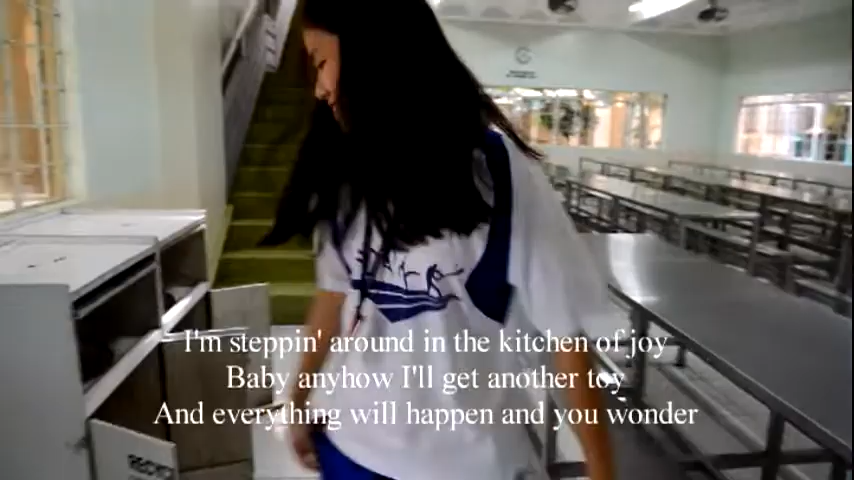 I'm steppin' around in the kitchen of joy
Baby anyhow I'll get another toy
And everything will happen and you wonder